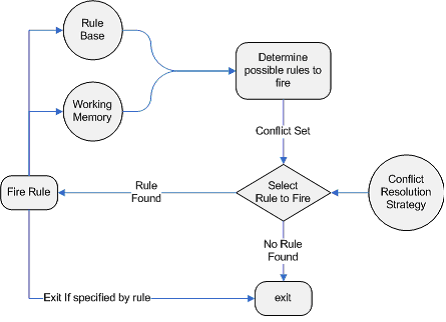 Rule
Base
Determine
possible rules to
fire
Working
Memory
Conflict Set
Conflict
Resolution
Strategy
Select
Rule to Fire
Rule
Found
Fire Rule
No Rule
Found
Exit If specified by rule
exit